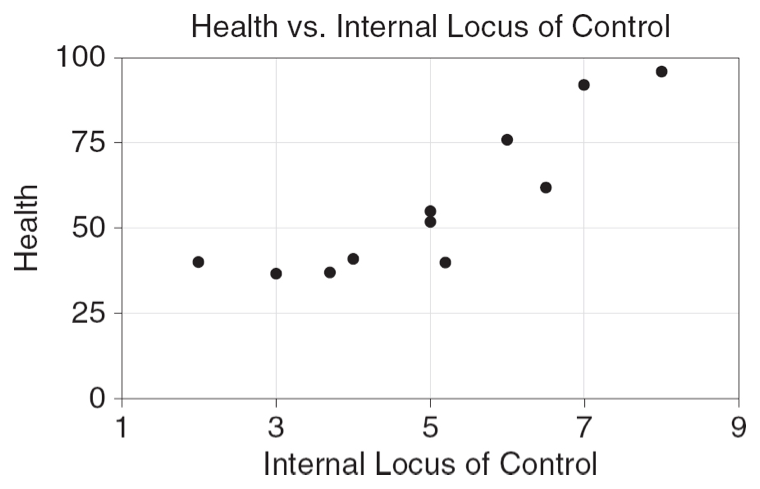 Health vs. Internal Locus of Control
100
75
50
25
0
Health
1 3 5 7 9
Internal Locus of Control